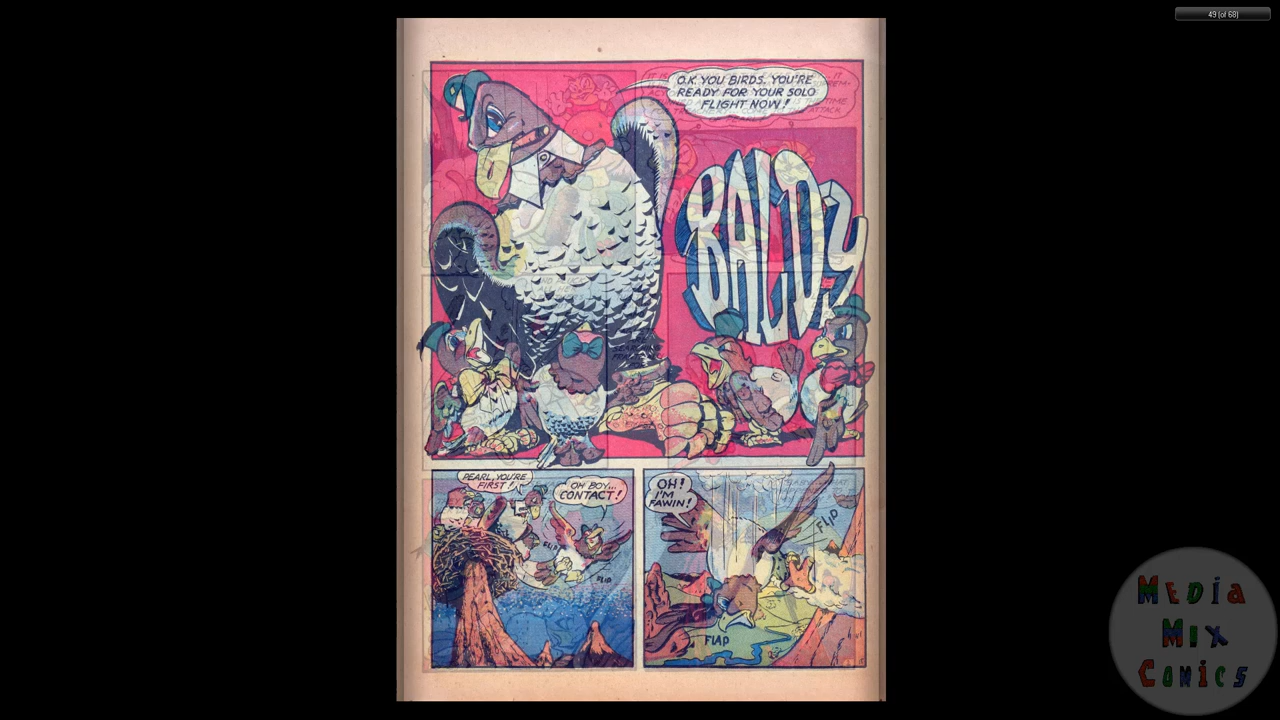 49 (of 68)
O.K. YOU BIRDS. YOU'RE
READY FOR YOUR SOLO
FLIGHT NOW!
BALDY
PEARL, YOU'RE
FIRST!
OH BOY...
CONTACT!
FLIP
FLIP
OH!
I'M
FAWIN!
FLIP
FLAP
MEDIA
MIX
COMICS